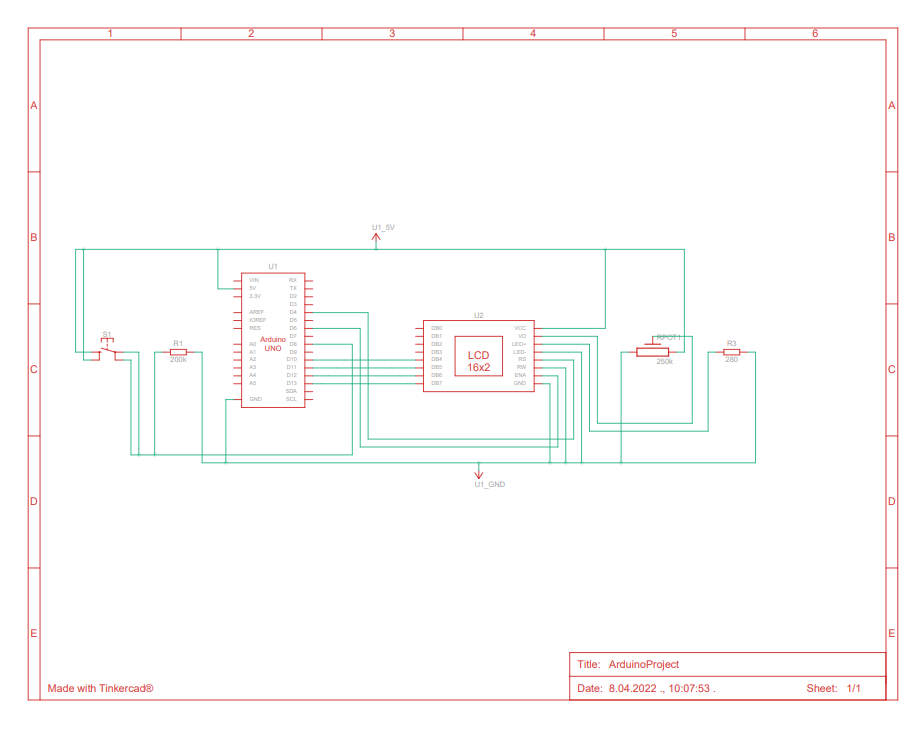 1 2 3 4 5 6
A A
U1_5V
B B
U1
VIN RX
5V TX
3.3V D2
D3
AREF D4
IOREF D5
RES D6
D7
A0 D8
A1 D9
A2 D10
A3 D11
A4 D12
A5 D13
SDA
GND SCL
Arduino
UNO
U2
DB0 VCC
DB1 VO
DB2 LED+
DB3 LED-
DB4 RS
DB5 RW
DB6 ENA
DB7 GND
LCD
16x2
S1
R1
200k
RPOT1
250k
R3
280
C C
U1_GND
D D
E E
Title: ArduinoProject
Made with Tinkercad®
Date: 8.04.2022 ., 10:07:53 . Sheet: 1/1